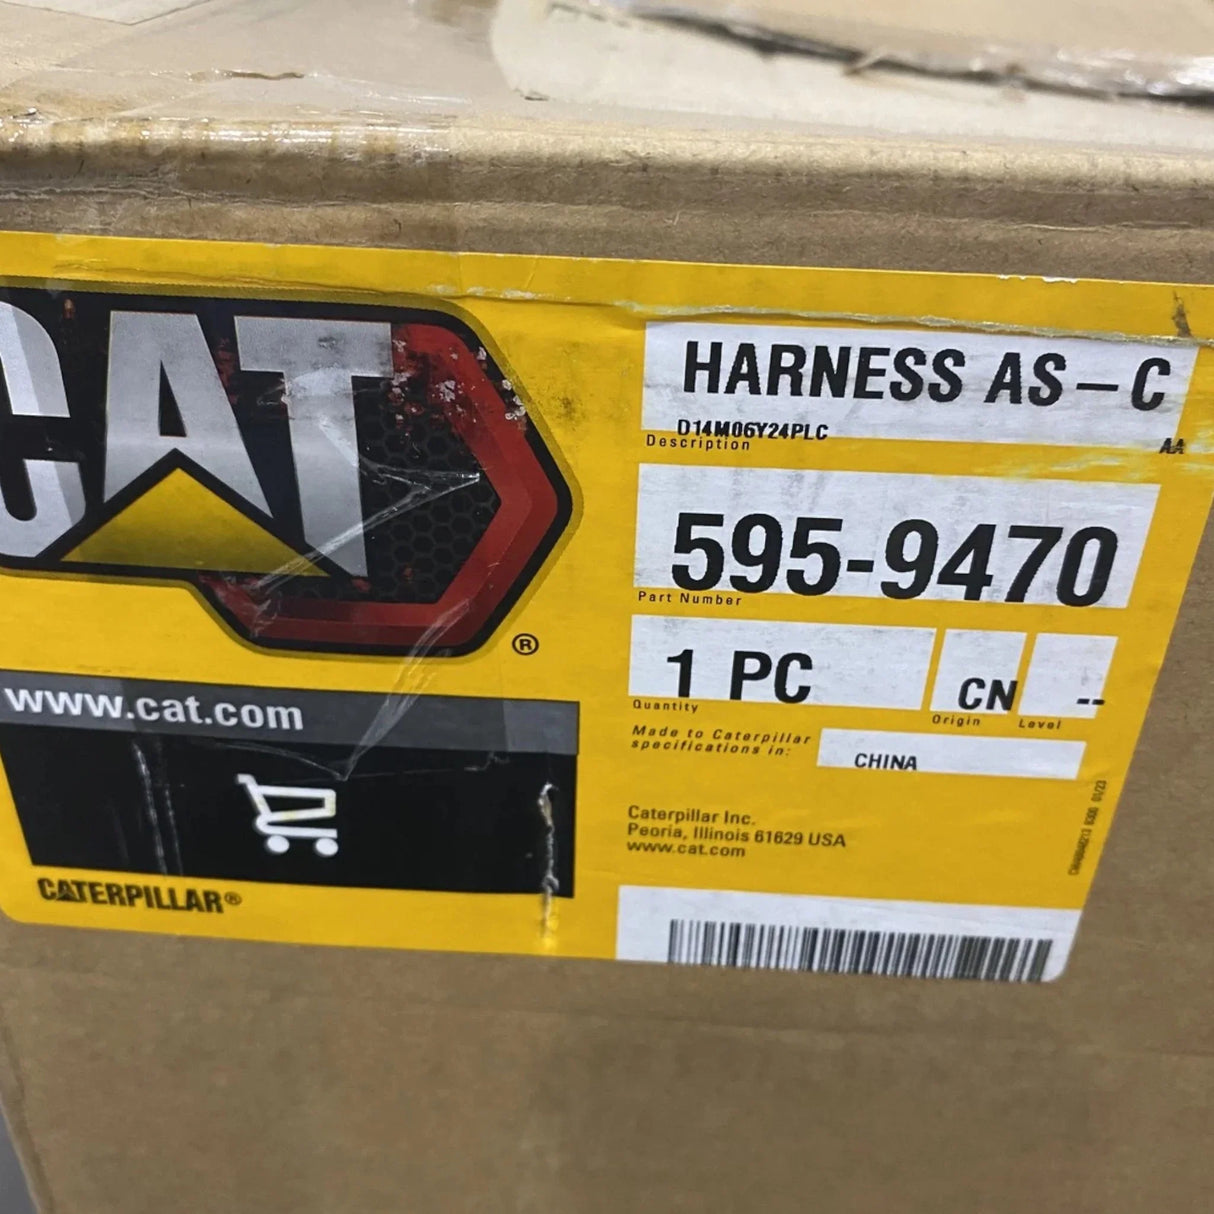 CAT
®
www.cat.com
CATERPILLAR®
HARNESS AS-C
D14M06Y24PLC
AA
Description
595-9470
Part Number
1 PC
CN
--
Quantity
Origin
Level
Made to Caterpillar
specifications in:
CHINA
Caterpillar Inc.
Peoria, Illinois 61629 USA
www.cat.com